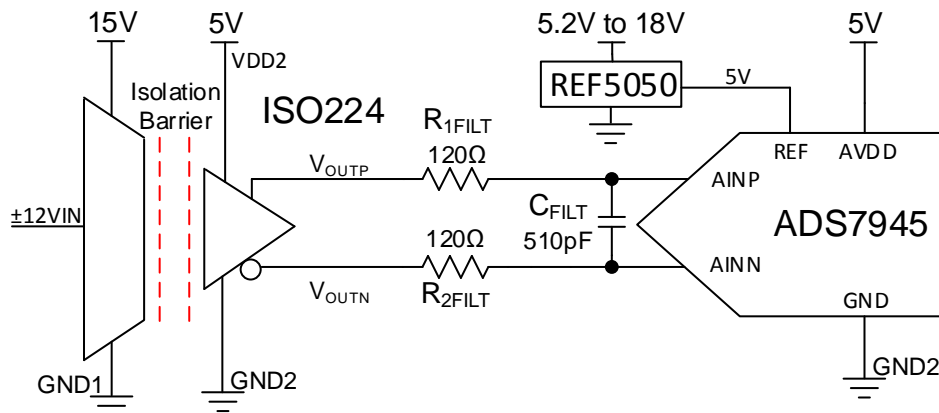 15V
5V
5.2V to 18V
5V
VDD2
Isolation
Barrier
ISO224
REF5050
5V
R1FILT
120Ω
REF
AVDD
VOUTP
AINP
±12VIN
CFILT
510pF
ADS7945
120Ω
AINN
VOUTN
R2FILT
GND
GND1
GND2
GND2